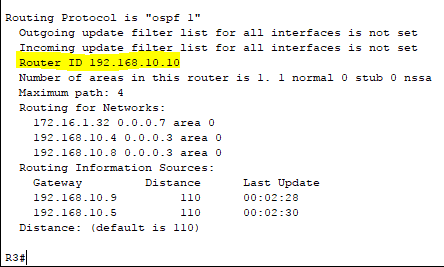 Routing Protocol is "ospf 1"
Outgoing update filter list for all interfaces is not set
Incoming update filter list for all interfaces is not set
Router ID 192.168.10.10
Number of areas in this router is 1. 1 normal 0 stub 0 nssa
Maximum path: 4
Routing for Networks:
172.16.1.32 0.0.0.7 area 0
192.168.10.4 0.0.0.3 area 0
192.168.10.8 0.0.0.3 area 0
Routing Information Sources:
Gateway Distance Last Update
192.168.10.9 110 00:02:28
192.168.10.5 110 00:02:30
Distance: (default is 110)
R3#